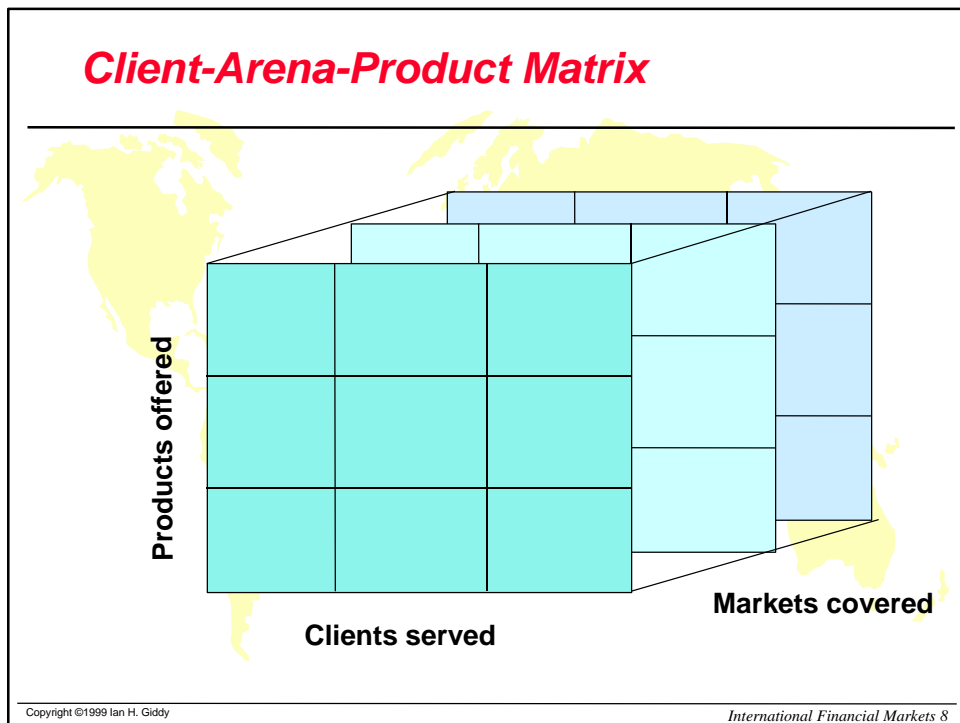 Client-Arena-Product Matrix
Products offered
Markets covered
Clients served
Copyright ©1999 Ian H. Giddy
International Financial Markets 8